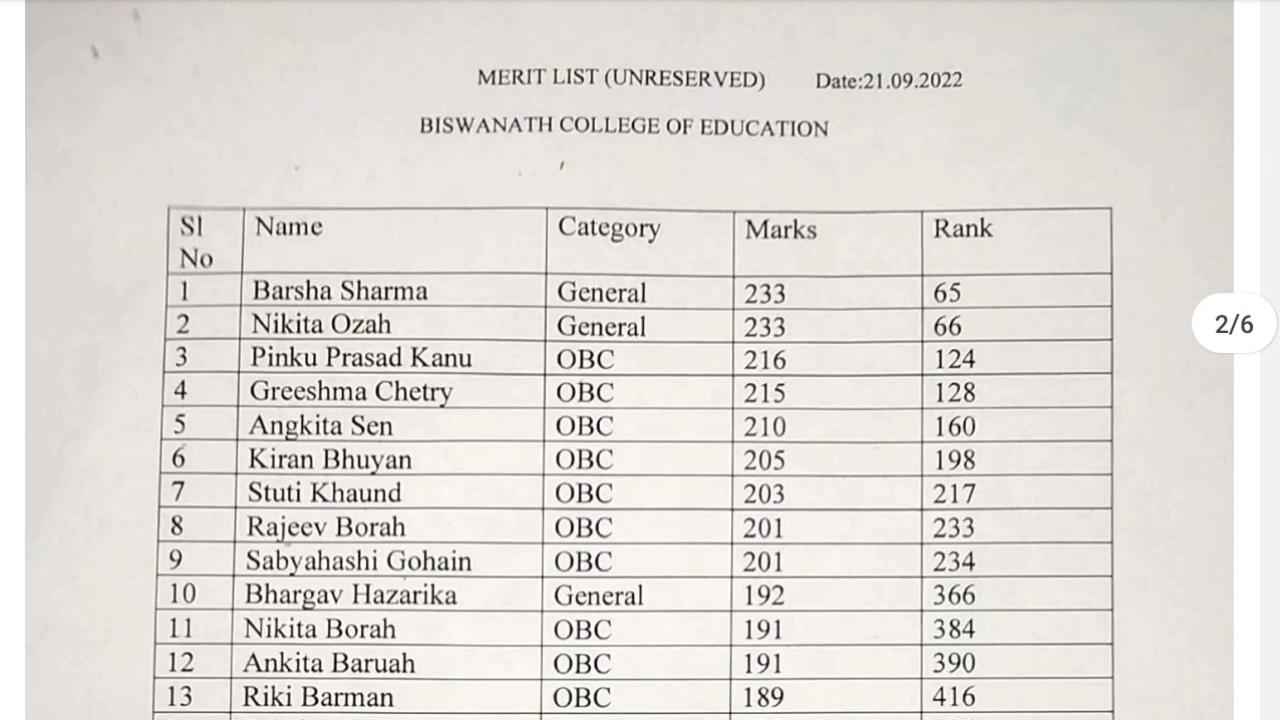 MERIT LIST (UNRESERVED) Date:21.09.2022
BISWANATH COLLEGE OF EDUCATION
Sl No Name Category Marks Rank
1 Barsha Sharma General 233 65
2 Nikita Ozah General 233 66
3 Pinku Prasad Kanu OBC 216 124
4 Greeshma Chetry OBC 215 128
5 Angkita Sen OBC 210 160
6 Kiran Bhuyan OBC 205 198
7 Stuti Khaund OBC 203 217
8 Rajeev Borah OBC 201 233
9 Sabyahashi Gohain OBC 201 234
10 Bhargav Hazarika General 192 366
11 Nikita Borah OBC 191 384
12 Ankita Baruah OBC 191 390
13 Riki Barman OBC 189 416
2/6